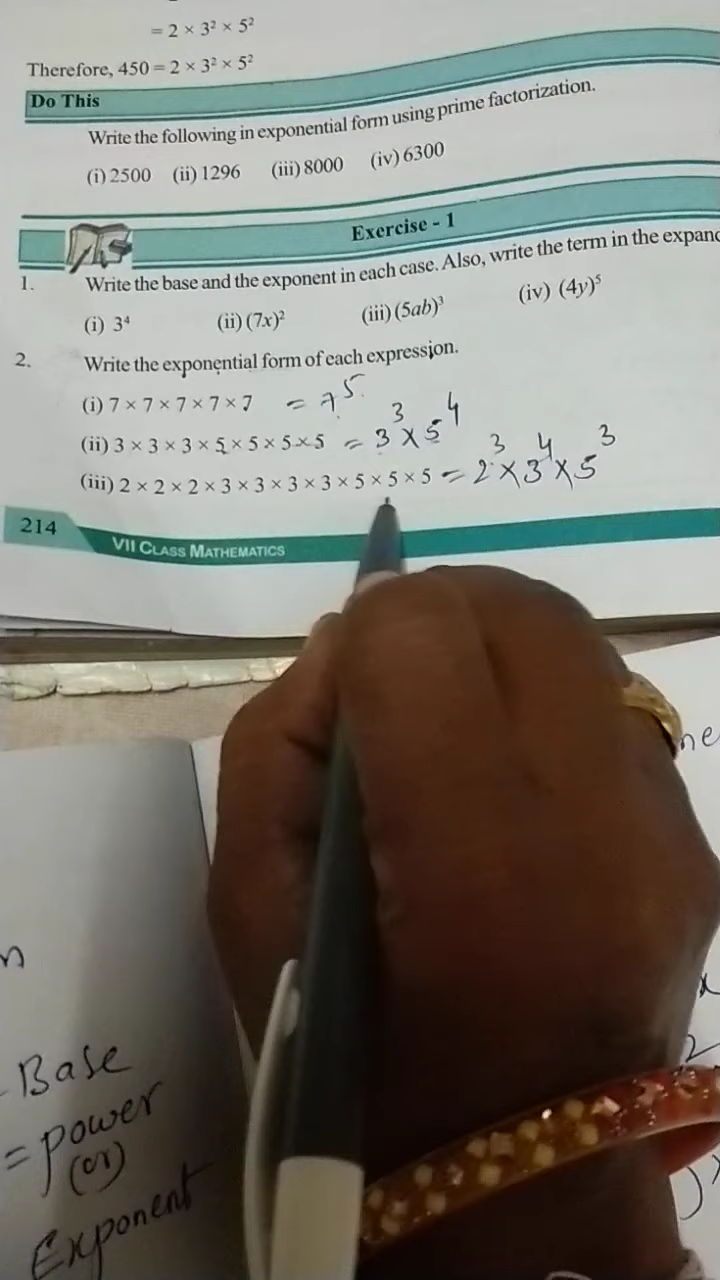 = 2 × 3² × 5²
Therefore, 450 = 2 × 3² × 5²
Do This
Write the following in exponential form using prime factorization.
(i) 2500 (ii) 1296 (iii) 8000 (iv) 6300
Exercise - 1
1. Write the base and the exponent in each case. Also, write the term in the
(i) 3⁴ (ii) (7x)² (iii) (5ab)³ (iv) (4y)⁵
2. Write the exponential form of each expression.
(i) 7 × 7 × 7 × 7 × 7 = 7⁵
(ii) 3 × 3 × 3 × 5 × 5 × 5 × 5 = 3³ × 5⁴
(iii) 2 × 2 × 2 × 3 × 3 × 3 × 3 × 5 × 5 × 5 = 2³ × 3⁴ × 5³
214 VII CLASS MATHEMATICS
Base
= power
(or)
Exponent